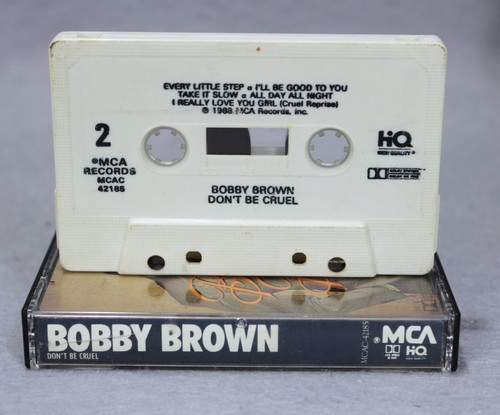 EVERY LITTLE STEP □ I'LL BE GOOD TO YOU
TAKE IT SLOW □ ALL DAY ALL NIGHT
I REALLY LOVE YOU GIRL (Cruel Reprise)
℗ 1988 MCA Records, Inc.
2
®MCA
RECORDS
MCAC
42185
HQ
HIGH QUALITY
BOBBY BROWN
DON'T BE CRUEL
BOBBY BROWN
DON'T BE CRUEL
MCAC-42185
®MCA
HQ